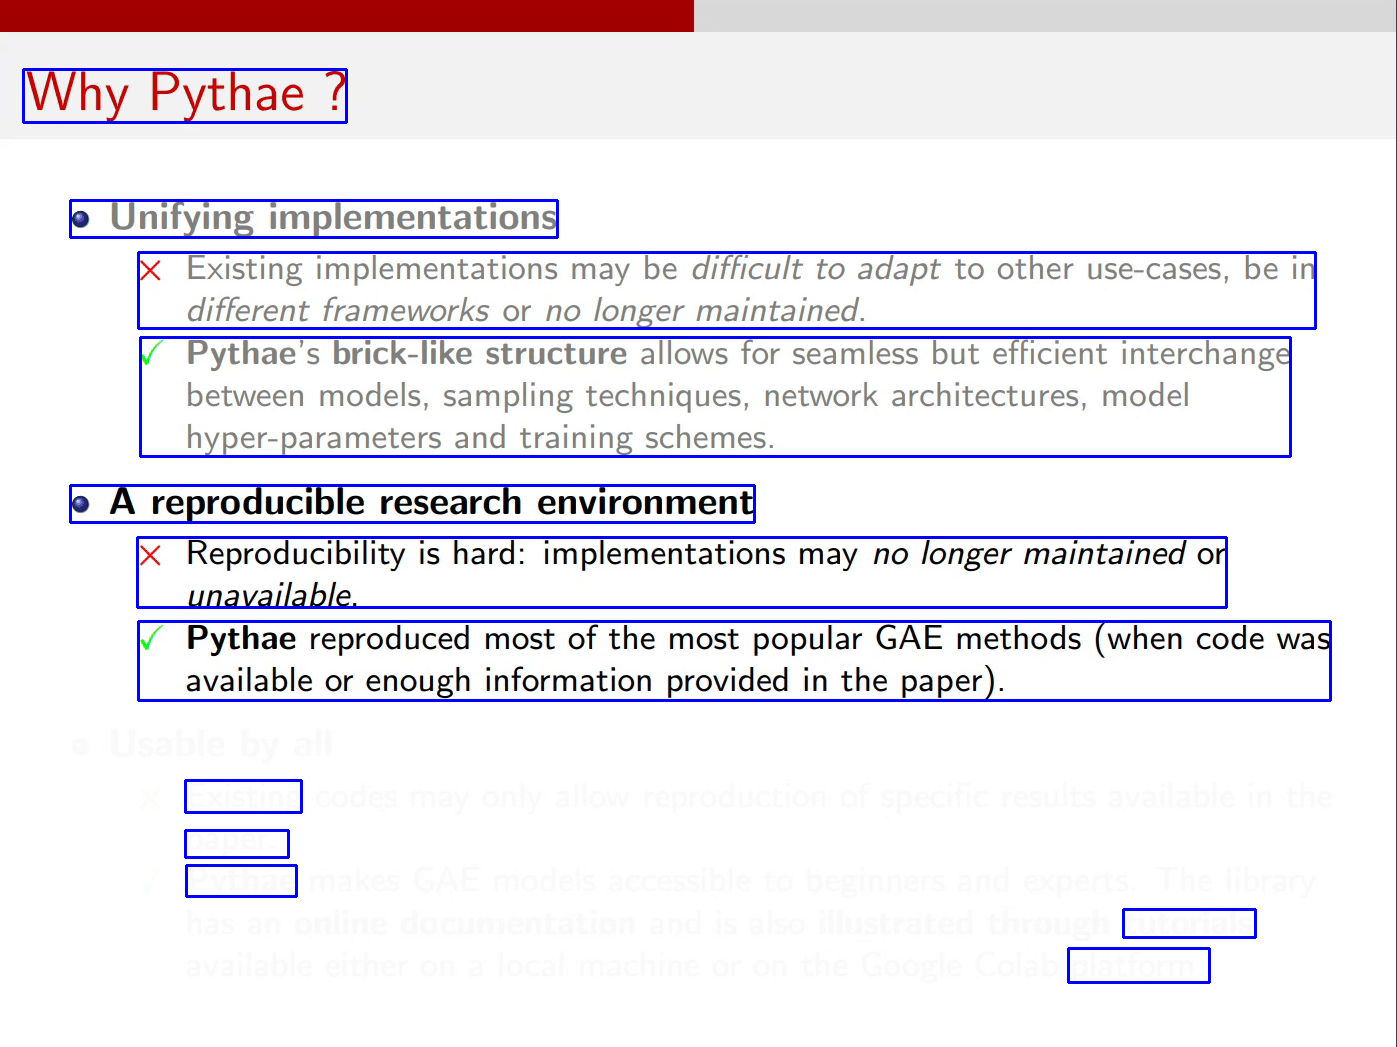 Why Pythae ?
Unifying implementations
× Existing implementations may be difficult to adapt to other use-cases, be in
different frameworks or no longer maintained.
✓ Pythae's brick-like structure allows for seamless but efficient interchange
between models, sampling techniques, network architectures, model
hyper-parameters and training schemes.
A reproducible research environment
× Reproducibility is hard: implementations may no longer maintained or
unavailable.
✓ Pythae reproduced most of the most popular GAE methods (when code was
available or enough information provided in the paper).
Usable by all
× Existing codes may only allow reproduction of specific results available in the
paper.
✓ Pythae makes GAE models accessible to beginners and experts. The library
has an online documentation and is also illustrated through tutorials
available either on a local machine or on the Google Colab platform.